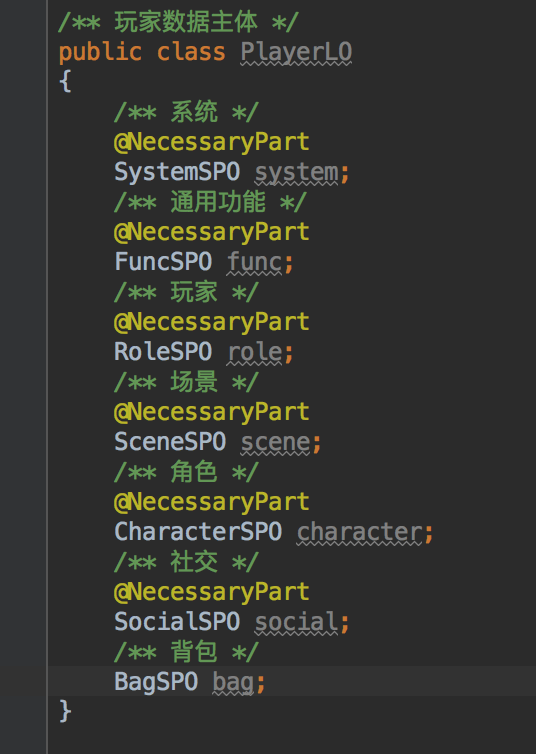 /** 玩家数据主体 */
public class PlayerLO
{
/** 系统 */
@NecessaryPart
SystemSPO system;
/** 通用功能 */
@NecessaryPart
FuncSPO func;
/** 玩家 */
@NecessaryPart
RoleSPO role;
/** 场景 */
@NecessaryPart
SceneSPO scene;
/** 角色 */
@NecessaryPart
CharacterSPO character;
/** 社交 */
@NecessaryPart
SocialSPO social;
/** 背包 */
BagSPO bag;
}